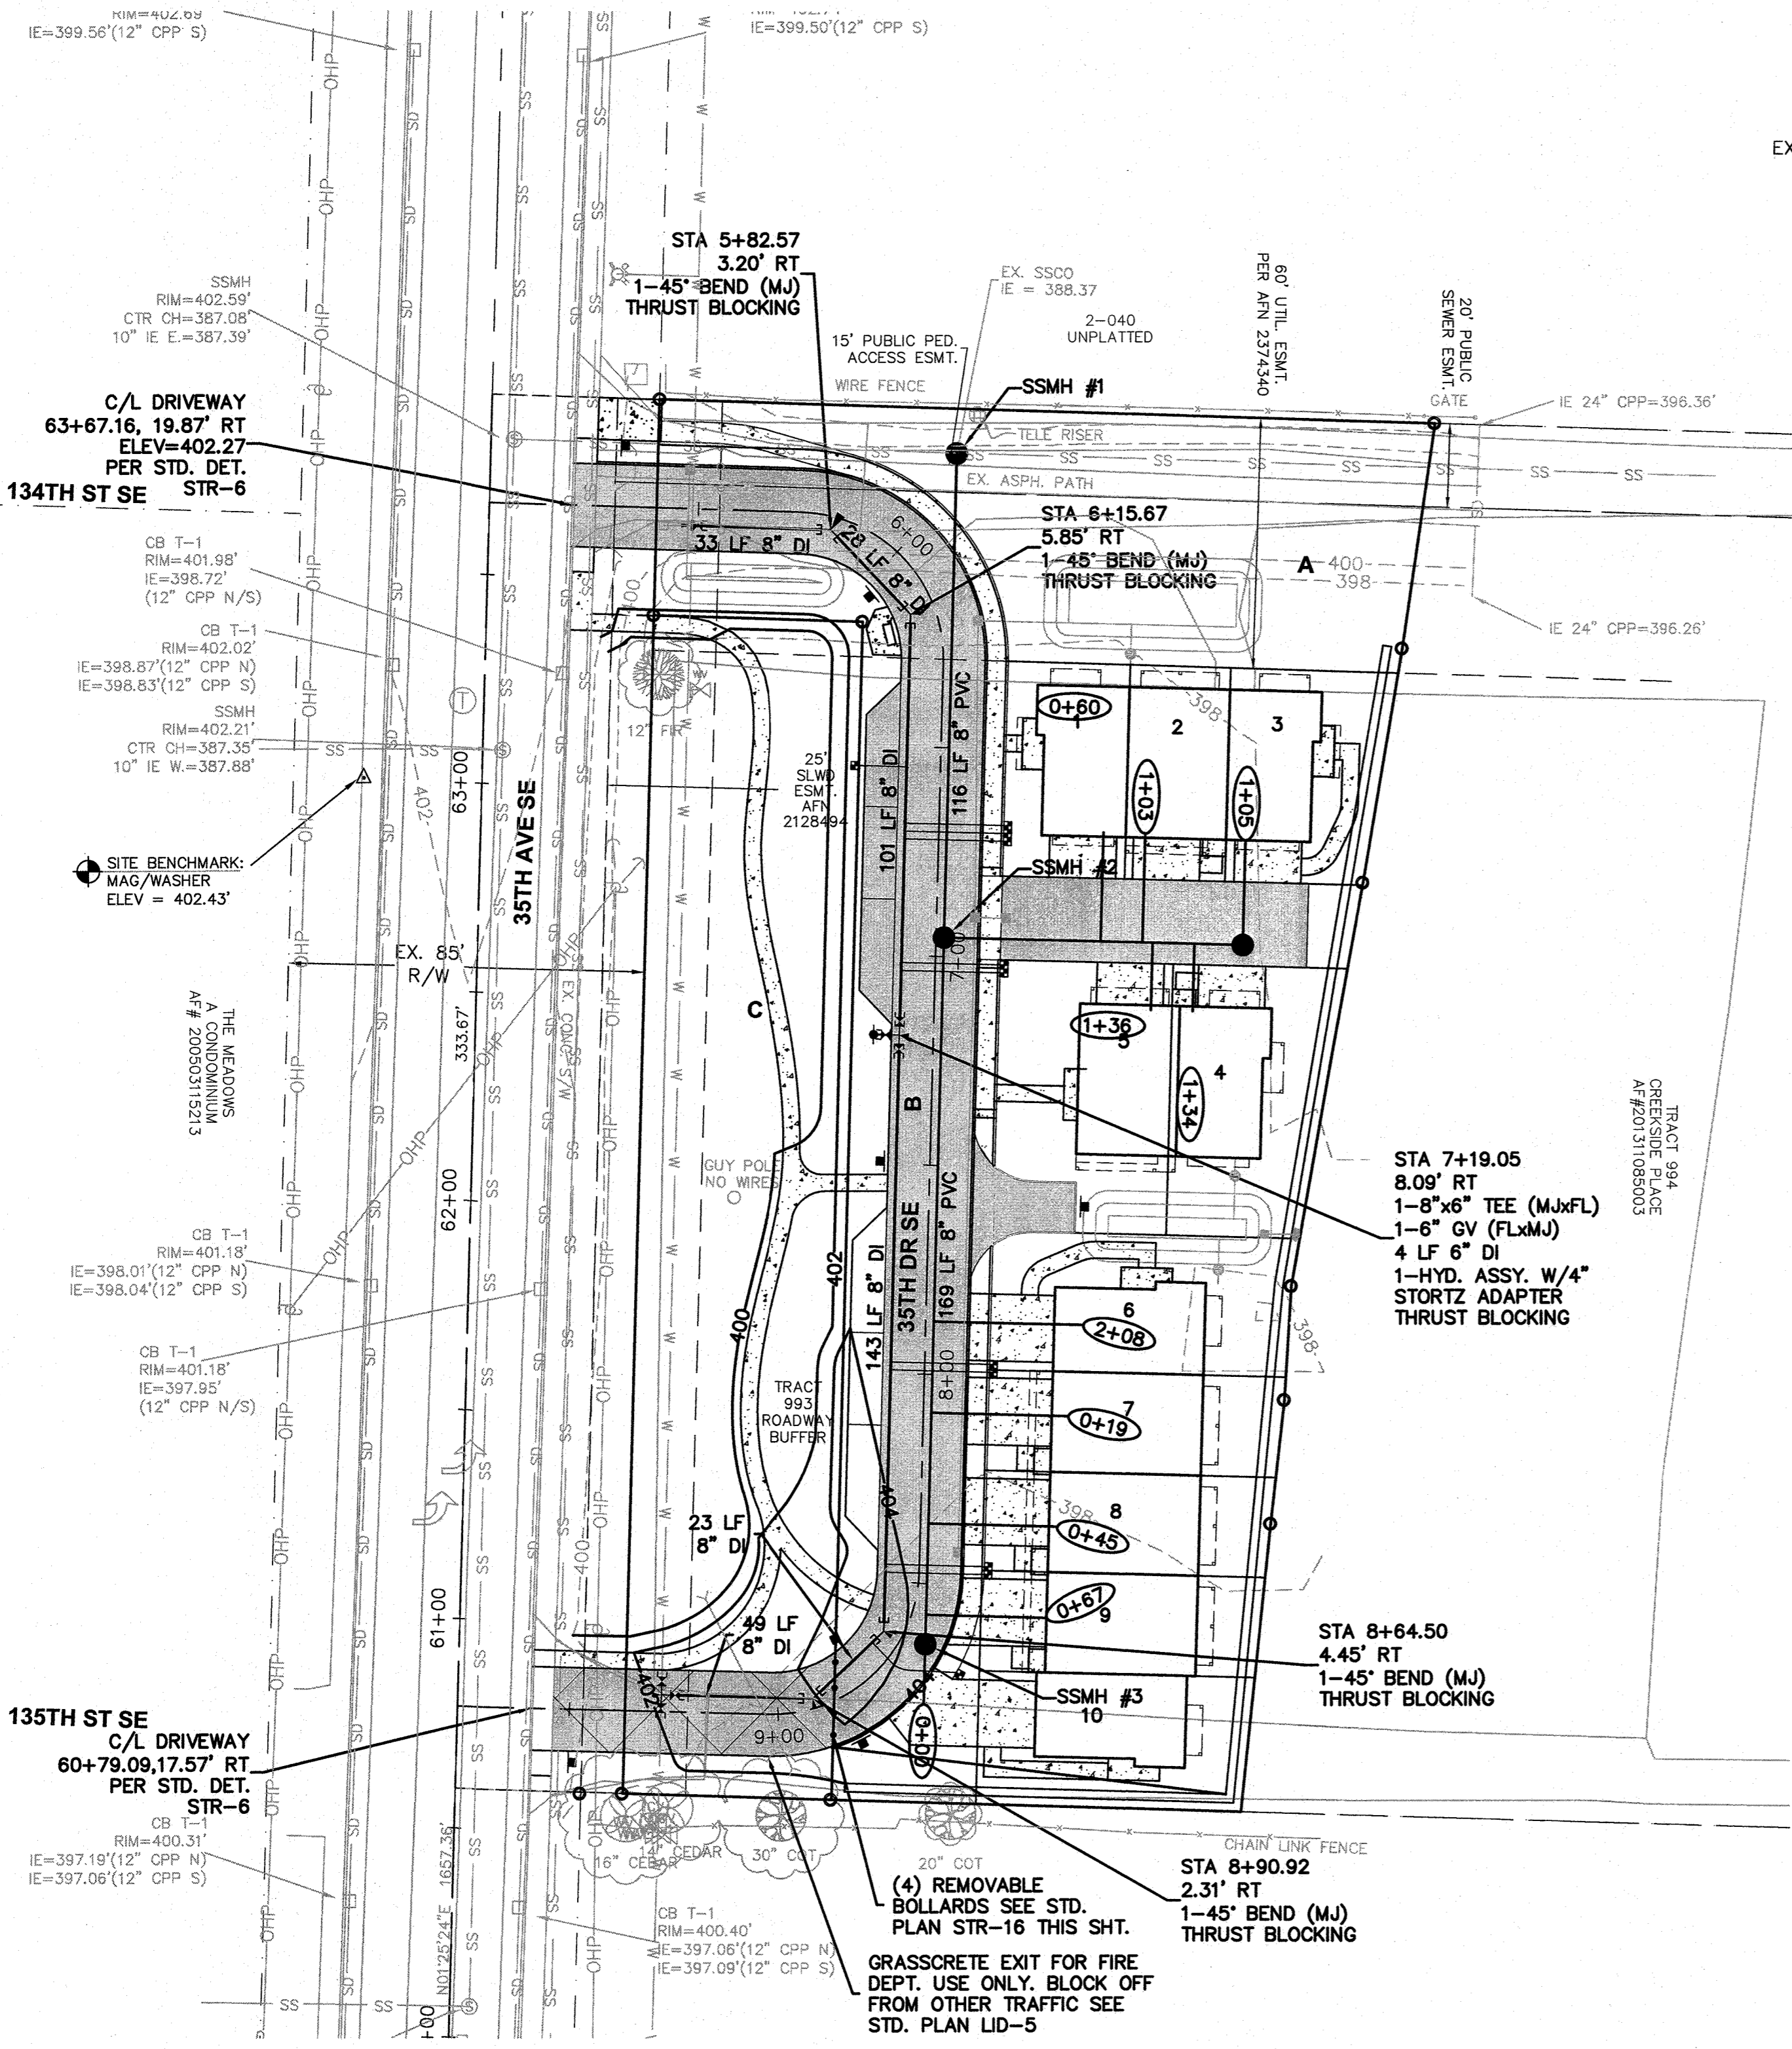 RIM=402.69
IE=399.56'(12" CPP S)
IE=399.50'(12" CPP S)
EX
STA 5+82.57
3.20' RT
1-45° BEND (MJ)
THRUST BLOCKING
EX. SSCO
IE = 388.37
2-040
UNPLATTED
15' PUBLIC PED.
ACCESS ESMT.
WIRE FENCE
SSMH #1
60' UTIL. ESMT.
PER AFN 2374340
20' PUBLIC
SEWER ESMT.
GATE
IE 24" CPP=396.36'
TELE RISER
EX. ASPH. PATH
SSMH
RIM=402.59'
CTR CH=387.08'
10" IE E.=387.39'
C/L DRIVEWAY
63+67.16, 19.87' RT
ELEV=402.27
PER STD. DET.
STR-6
134TH ST SE
CB T-1
RIM=401.98'
IE=398.72'
(12" CPP N/S)
CB T-1
RIM=402.02'
IE=398.87'(12" CPP N)
IE=398.83'(12" CPP S)
SSMH
RIM=402.21'
CTR CH=387.35'
10" IE W.=387.88'
33 LF 8" DI
28 LF 8" DI
6+00
STA 6+15.67
5.85' RT
1-45° BEND (MJ)
THRUST BLOCKING
A
400
398
IE 24" CPP=396.26'
400
12" FIR
WV
25'
SLWD
ESMT.
AFN
2128494
101 LF 8" DI
116 LF 8" PVC
0+60
1
2
3
398
1+03
1+05
SSMH #2
7+00
SITE BENCHMARK:
MAG/WASHER
ELEV = 402.43'
402
63+00
35TH AVE SE
EX. 85'
R/W
333.67'
EX. CONC. S/W
THE MEADOWS
A CONDOMINIUM
AF# 200503115213
C
B
1+36
5
4
1+34
TRACT 994
CREEKSIDE PLACE
AF#201311085003
STA 7+19.05
8.09' RT
1-8"x6" TEE (MJxFL)
1-6" GV (FLxMJ)
4 LF 6" DI
1-HYD. ASSY. W/4"
STORTZ ADAPTER
THRUST BLOCKING
GUY POLE
NO WIRES
62+00
CB T-1
RIM=401.18'
IE=398.01'(12" CPP N)
IE=398.04'(12" CPP S)
CB T-1
RIM=401.18'
IE=397.95'
(12" CPP N/S)
400
402
143 LF 8" DI
35TH DR SE
169 LF 8" PVC
8+00
TRACT
993
ROADWAY
BUFFER
404
6
2+08
398
7
0+19
8
0+45
398
0+67
9
23 LF
8" DI
49 LF
8" DI
400
402
61+00
9+00
0+00
SSMH #3
10
STA 8+64.50
4.45' RT
1-45° BEND (MJ)
THRUST BLOCKING
135TH ST SE
C/L DRIVEWAY
60+79.09,17.57' RT
PER STD. DET.
STR-6
CB T-1
RIM=400.31'
IE=397.19'(12" CPP N)
IE=397.06'(12" CPP S)
N01°25'24"E 1657.36'
16" CEDAR
14" CEDAR
30" COT
20" COT
CHAIN LINK FENCE
STA 8+90.92
2.31' RT
1-45° BEND (MJ)
THRUST BLOCKING
(4) REMOVABLE
BOLLARDS SEE STD.
PLAN STR-16 THIS SHT.
CB T-1
RIM=400.40'
IE=397.06'(12" CPP N)
IE=397.09'(12" CPP S)
GRASSCRETE EXIT FOR FIRE
DEPT. USE ONLY. BLOCK OFF
FROM OTHER TRAFFIC SEE
STD. PLAN LID-5
+00